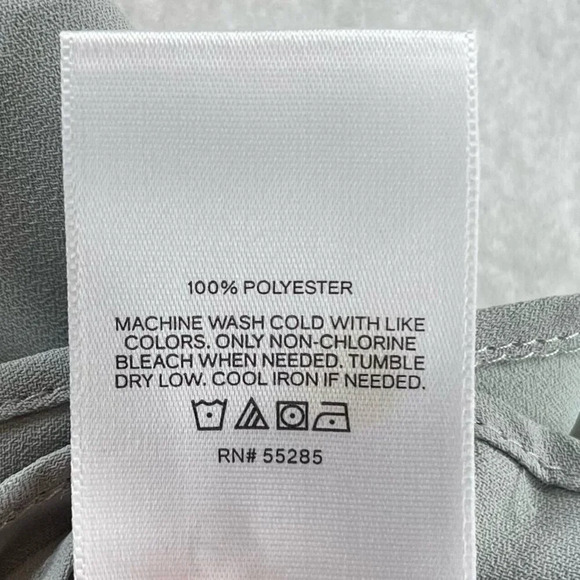 100% POLYESTER
MACHINE WASH COLD WITH LIKE
COLORS. ONLY NON-CHLORINE
BLEACH WHEN NEEDED. TUMBLE
DRY LOW. COOL IRON IF NEEDED.
RN# 55285